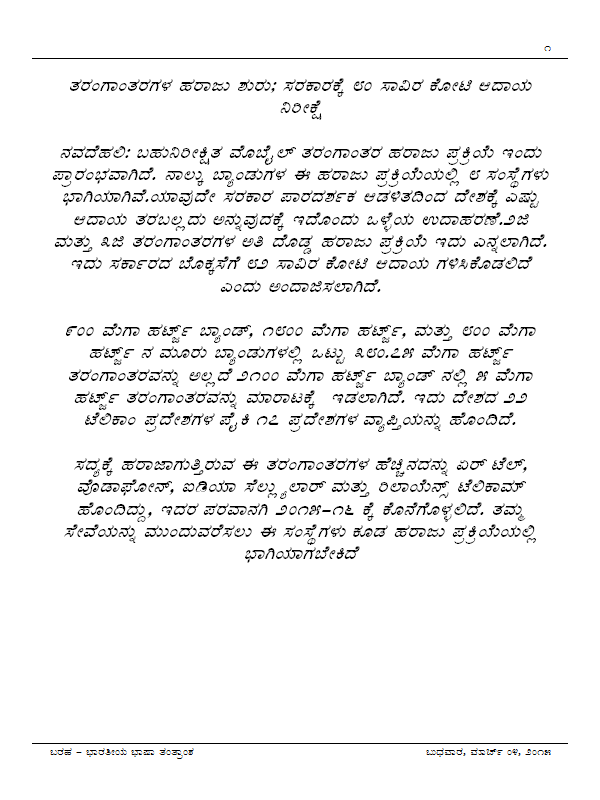 ೧
ತರಂಗಾಂತರಗಳ ಹರಾಜು ಶುರು; ಸರಕಾರಕ್ಕೆ ೮೦ ಸಾವಿರ ಕೋಟಿ ಆದಾಯ
ನಿರೀಕ್ಷೆ
ನವದೆಹಲಿ: ಬಹುನಿರೀಕ್ಷಿತ ಮೊಬೈಲ್ ತರಂಗಾಂತರ ಹರಾಜು ಪ್ರಕ್ರಿಯೆ ಇಂದು
ಪ್ರಾರಂಭವಾಗಿದೆ. ನಾಲ್ಕು ಬ್ಯಾಂಡುಗಳ ಈ ಹರಾಜು ಪ್ರಕ್ರಿಯೆಯಲ್ಲಿ ೮ ಸಂಸ್ಥೆಗಳು
ಭಾಗಿಯಾಗಿವೆ.ಯಾವುದೇ ಸರಕಾರ ಪಾರದರ್ಶಕ ಆಡಳಿತದಿಂದ ದೇಶಕ್ಕೆ ಎಷ್ಟು
ಆದಾಯ ತರಬಲ್ಲದು ಅನ್ನುವುದಕ್ಕೆ ಇದೊಂದು ಒಳ್ಳೆಯ ಉದಾಹರಣೆ.೨ಜಿ
ಮತ್ತು ೩ಜಿ ತರಂಗಾಂತರಗಳ ಅತಿ ದೊಡ್ಡ ಹರಾಜು ಪ್ರಕ್ರಿಯೆ ಇದು ಎನ್ನಲಾಗಿದೆ.
ಇದು ಸರ್ಕಾರದ ಬೊಕ್ಕಸೆಗೆ ೮೨ ಸಾವಿರ ಕೋಟಿ ಆದಾಯ ಗಳಿಸಿಕೊಡಲಿದೆ
ಎಂದು ಅಂದಾಜಿಸಲಾಗಿದೆ.
೯೦೦ ಮೆಗಾ ಹರ್ಟ್ಜ್ ಬ್ಯಾಂಡ್, ೧೮೦೦ ಮೆಗಾ ಹರ್ಟ್ಜ್, ಮತ್ತು ೮೦೦ ಮೆಗಾ
ಹರ್ಟ್ಜ್ ನ ಮೂರು ಬ್ಯಾಂಡುಗಳಲ್ಲಿ ಒಟ್ಟು ೩೮೦.೭೫ ಮೆಗಾ ಹರ್ಟ್ಜ್
ತರಂಗಾಂತರವನ್ನು ಅಲ್ಲದೆ ೨೧೦೦ ಮೆಗಾ ಹರ್ಟ್ಜ್ ಬ್ಯಾಂಡ್ ನಲ್ಲಿ ೫ ಮೆಗಾ
ಹರ್ಟ್ಜ್ ತರಂಗಾಂತರವನ್ನು ಮಾರಾಟಕ್ಕೆ ಇಡಲಾಗಿದೆ. ಇದು ದೇಶದ ೨೨
ಟೆಲಿಕಾಂ ಪ್ರದೇಶಗಳ ಪೈಕಿ ೧೭ ಪ್ರದೇಶಗಳ ವ್ಯಾಪ್ತಿಯನ್ನು ಹೊಂದಿದೆ.
ಸದ್ಯಕ್ಕೆ ಹರಾಜಾಗುತ್ತಿರುವ ಈ ತರಂಗಾಂತರಗಳ ಹೆಚ್ಚಿನದನ್ನು ಏರ್ ಟೆಲ್,
ವೊಡಾಫೋನ್, ಐಡಿಯಾ ಸೆಲ್ಲ್ಯುಲಾರ್ ಮತ್ತು ರಿಲಾಯೆನ್ಸ್ ಟೆಲಿಕಾಮ್
ಹೊಂದಿದ್ದು, ಇದರ ಪರವಾನಗಿ ೨೦೧೫-೧೬ ಕ್ಕೆ ಕೊನೆಗೊಳ್ಳಲಿದೆ. ತಮ್ಮ
ಸೇವೆಯನ್ನು ಮುಂದುವರೆಸಲು ಈ ಸಂಸ್ಥೆಗಳು ಕೂಡ ಹರಾಜು ಪ್ರಕ್ರಿಯೆಯಲ್ಲಿ
ಭಾಗಿಯಾಗಬೇಕಿದೆ
ಬರಹ - ಭಾರತೀಯ ಭಾಷಾ ತಂತ್ರಾಂಶ ಬುಧವಾರ, ಮಾರ್ಚ್ ೦೪, ೨೦೧೫